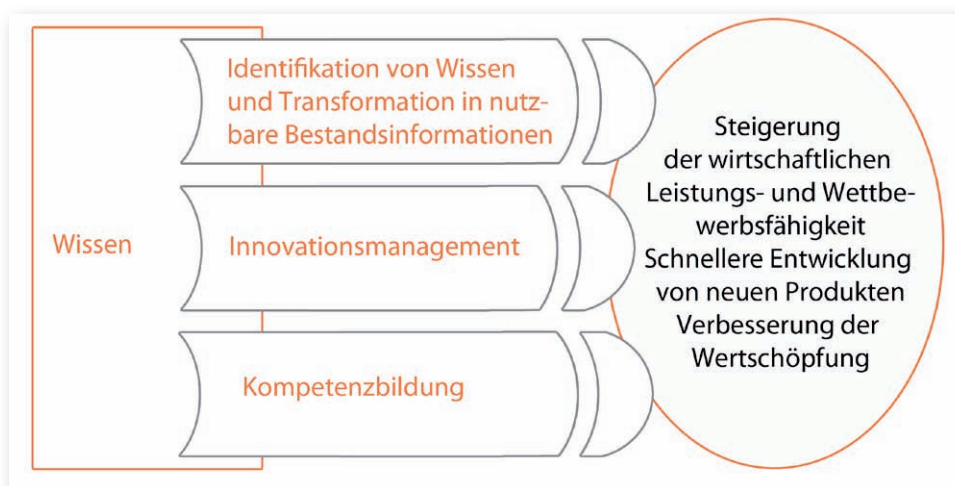 Wissen
Identifikation von Wissen
und Transformation in nutz-
bare Bestandsinformationen
Innovationsmanagement
Kompetenzbildung
Steigerung
der wirtschaftlichen
Leistungs- und Wettbe-
werbsfähigkeit
Schnellere Entwicklung
von neuen Produkten
Verbesserung der
Wertschöpfung